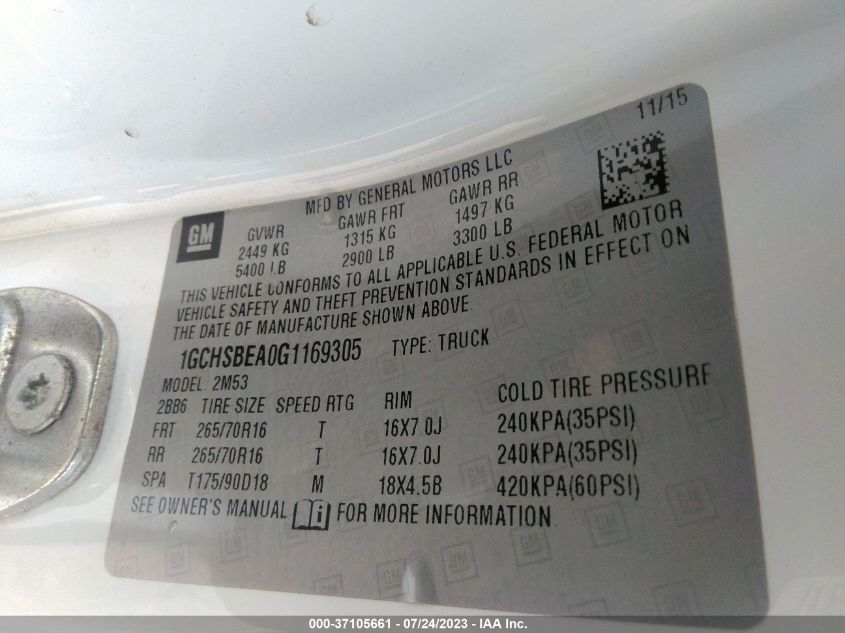 11/15
MFD BY GENERAL MOTORS LLC
GM
GVWR GAWR FRT GAWR RR
2449 KG 1315 KG 1497 KG
5400 LB 2900 LB 3300 LB
THIS VEHICLE CONFORMS TO ALL APPLICABLE U.S. FEDERAL MOTOR
VEHICLE SAFETY AND THEFT PREVENTION STANDARDS IN EFFECT ON
THE DATE OF MANUFACTURE SHOWN ABOVE.
1GCHSBEA0G1169305 TYPE: TRUCK
MODEL: 2M53
2BB6 TIRE SIZE SPEED RTG RIM COLD TIRE PRESSURE
FRT 265/70R16 T 16X7.0J 240KPA(35PSI)
RR 265/70R16 T 16X7.0J 240KPA(35PSI)
SPA T175/90D18 M 18X4.5B 420KPA(60PSI)
SEE OWNER'S MANUAL i FOR MORE INFORMATION
000-37105661 - 07/24/2023 - IAA Inc.